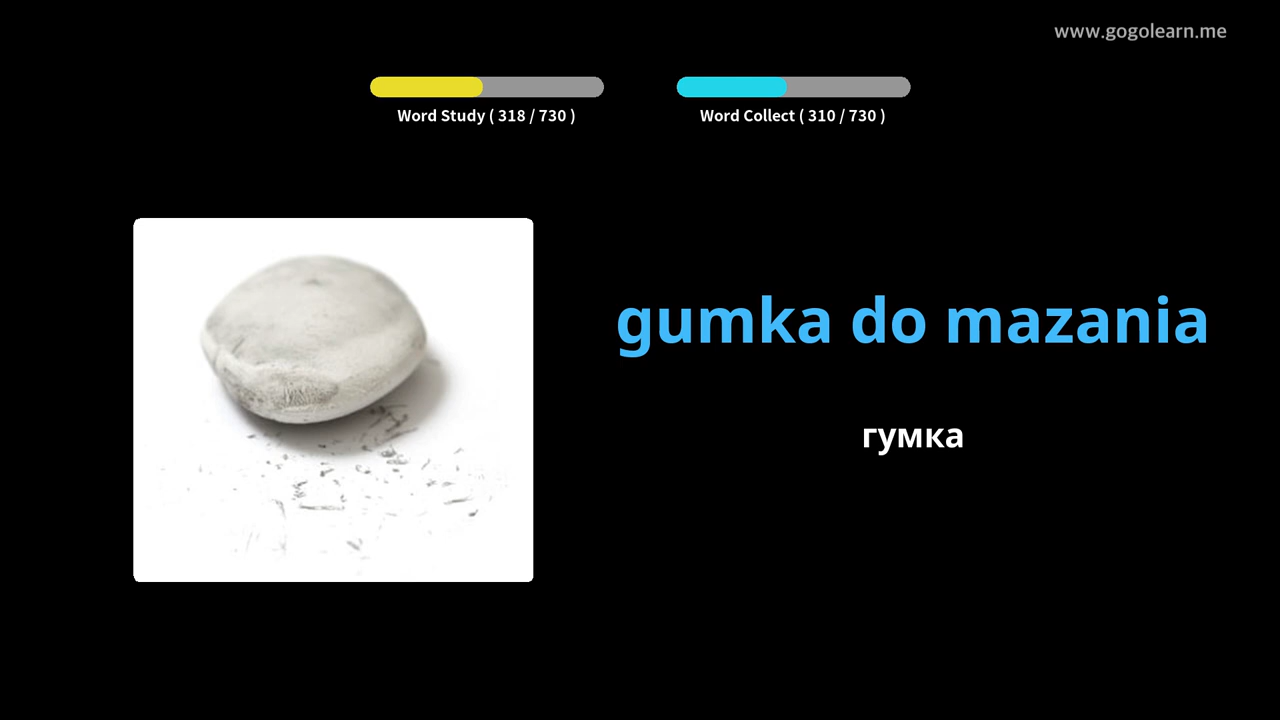 www.gogolearn.me
Word Study ( 318 / 730 )
Word Collect ( 310 / 730 )
gumka do mazania
гумка